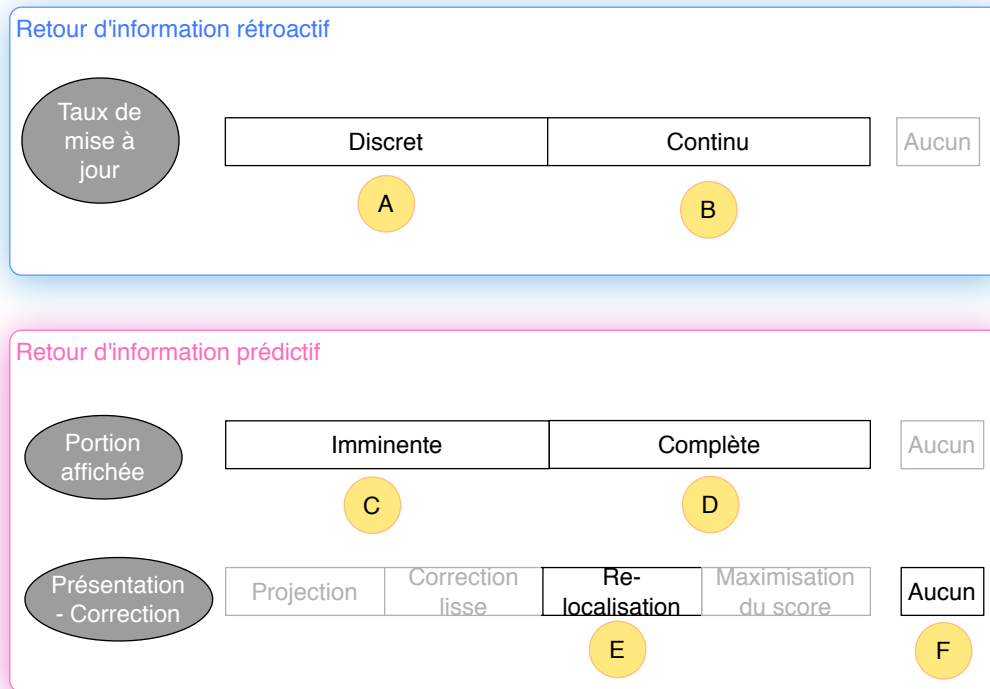 Retour d'information rétroactif
Taux de
mise à
jour
Discret
Continu
Aucun
A
B
Retour d'information prédictif
Portion
affichée
Imminente
Complète
Aucun
C
D
Présentation
- Correction
Projection
Correction
lisse
Re-
localisation
Maximisation
du score
Aucun
E
F